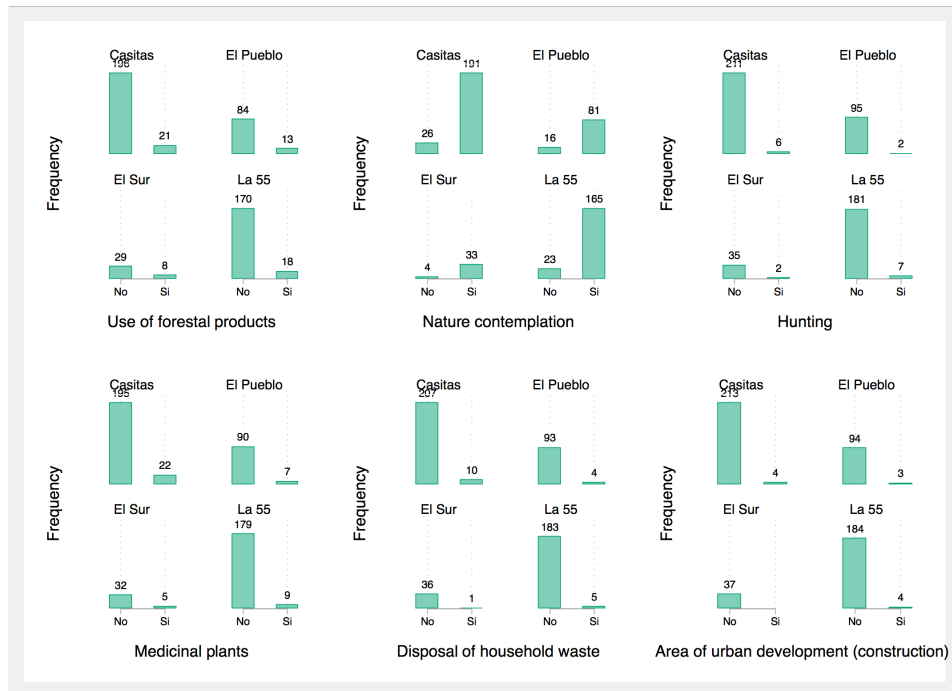 Casitas El Pueblo
196
84
21 13
Frequency
El Sur La 55
170
29 8 18
No Si No Si
Use of forestal products
Casitas 191 El Pueblo
81
26 16
Frequency
El Sur La 55
165
33
4 23
No Si No Si
Nature contemplation
Casitas El Pueblo
211
95
6 2
Frequency
El Sur La 55
181
35 2 7
No Si No Si
Hunting
Casitas El Pueblo
195
90
22 7
Frequency
El Sur La 55
179
32 5 9
No Si No Si
Medicinal plants
Casitas El Pueblo
207
93
10 4
Frequency
El Sur La 55
183
36 1 5
No Si No Si
Disposal of household waste
Casitas El Pueblo
213
94
4 3
Frequency
El Sur La 55
184
37 4
No Si No Si
Area of urban development (construction)